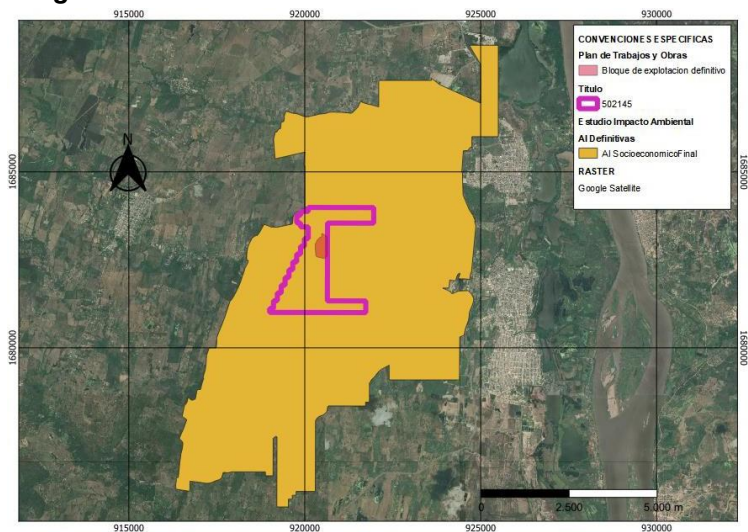 915000 920000 925000 930000
CONVENCIONES ESPECIFICAS
Plan de Trabajos y Obras
Bloque de explotacion definitivo
Titulo
502145
Estudio Impacto Ambiental
AI Definitivas
AI SocioeconomicoFinal
RASTER
Google Satellite
N
1685000 1685000
1680000 1680000
0 2.500 5.000 m
915000 920000 925000 930000